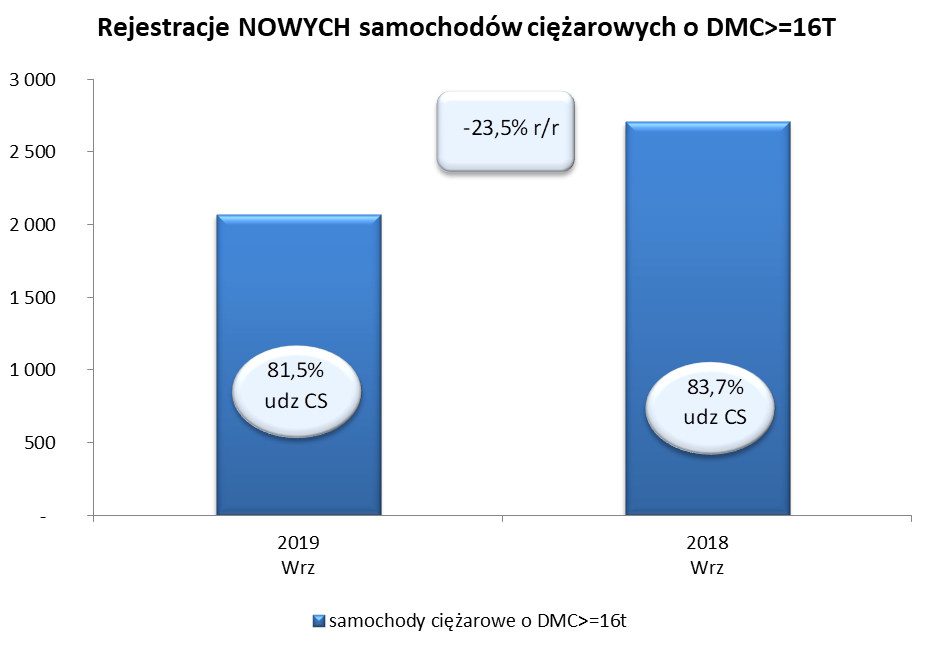 Rejestracje NOWYCH samochodów ciężarowych o DMC>=16T
3 000
2 500
2 000
1 500
1 000
500
-
-23,5% r/r
81,5%
udz CS
83,7%
udz CS
2019
Wrz
2018
Wrz
samochody ciężarowe o DMC>=16t